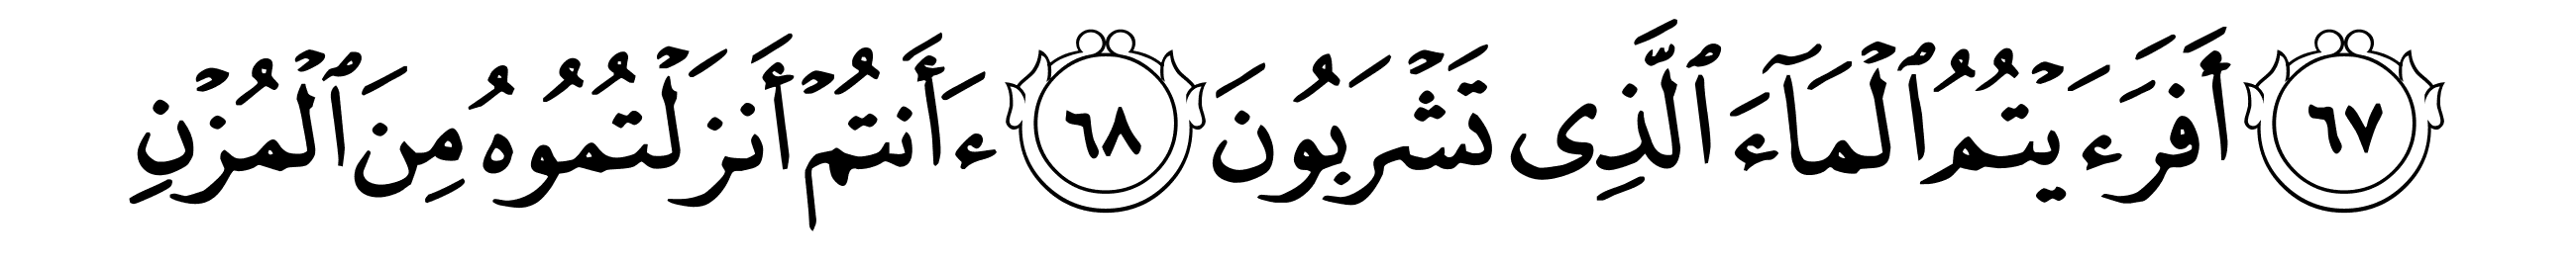 ٦٧ أَفَرَءَيْتُمُ ٱلْمَآءَ ٱلَّذِى تَشْرَبُونَ ٦٨ ءَأَنتُمْ أَنزَلْتُمُوهُ مِنَ ٱلْمُزْنِ